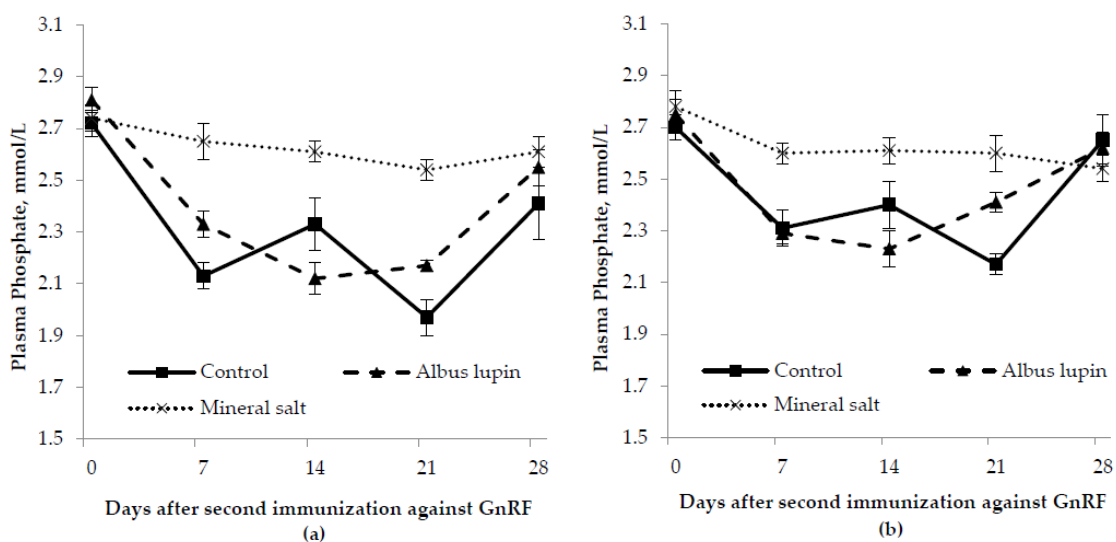 3.1
2.9
2.7
2.5
2.3
2.1
1.9
1.7
1.5
Plasma Phosphate, mmol/L
Control
Albus lupin
Mineral salt
0 7 14 21 28
Days after second immunization against GnRF
(a)
3.1
2.9
2.7
2.5
2.3
2.1
1.9
1.7
1.5
Plasma Phosphate, mmol/L
Control
Albus lupin
Mineral salt
0 7 14 21 28
Days after second immunization against GnRF
(b)